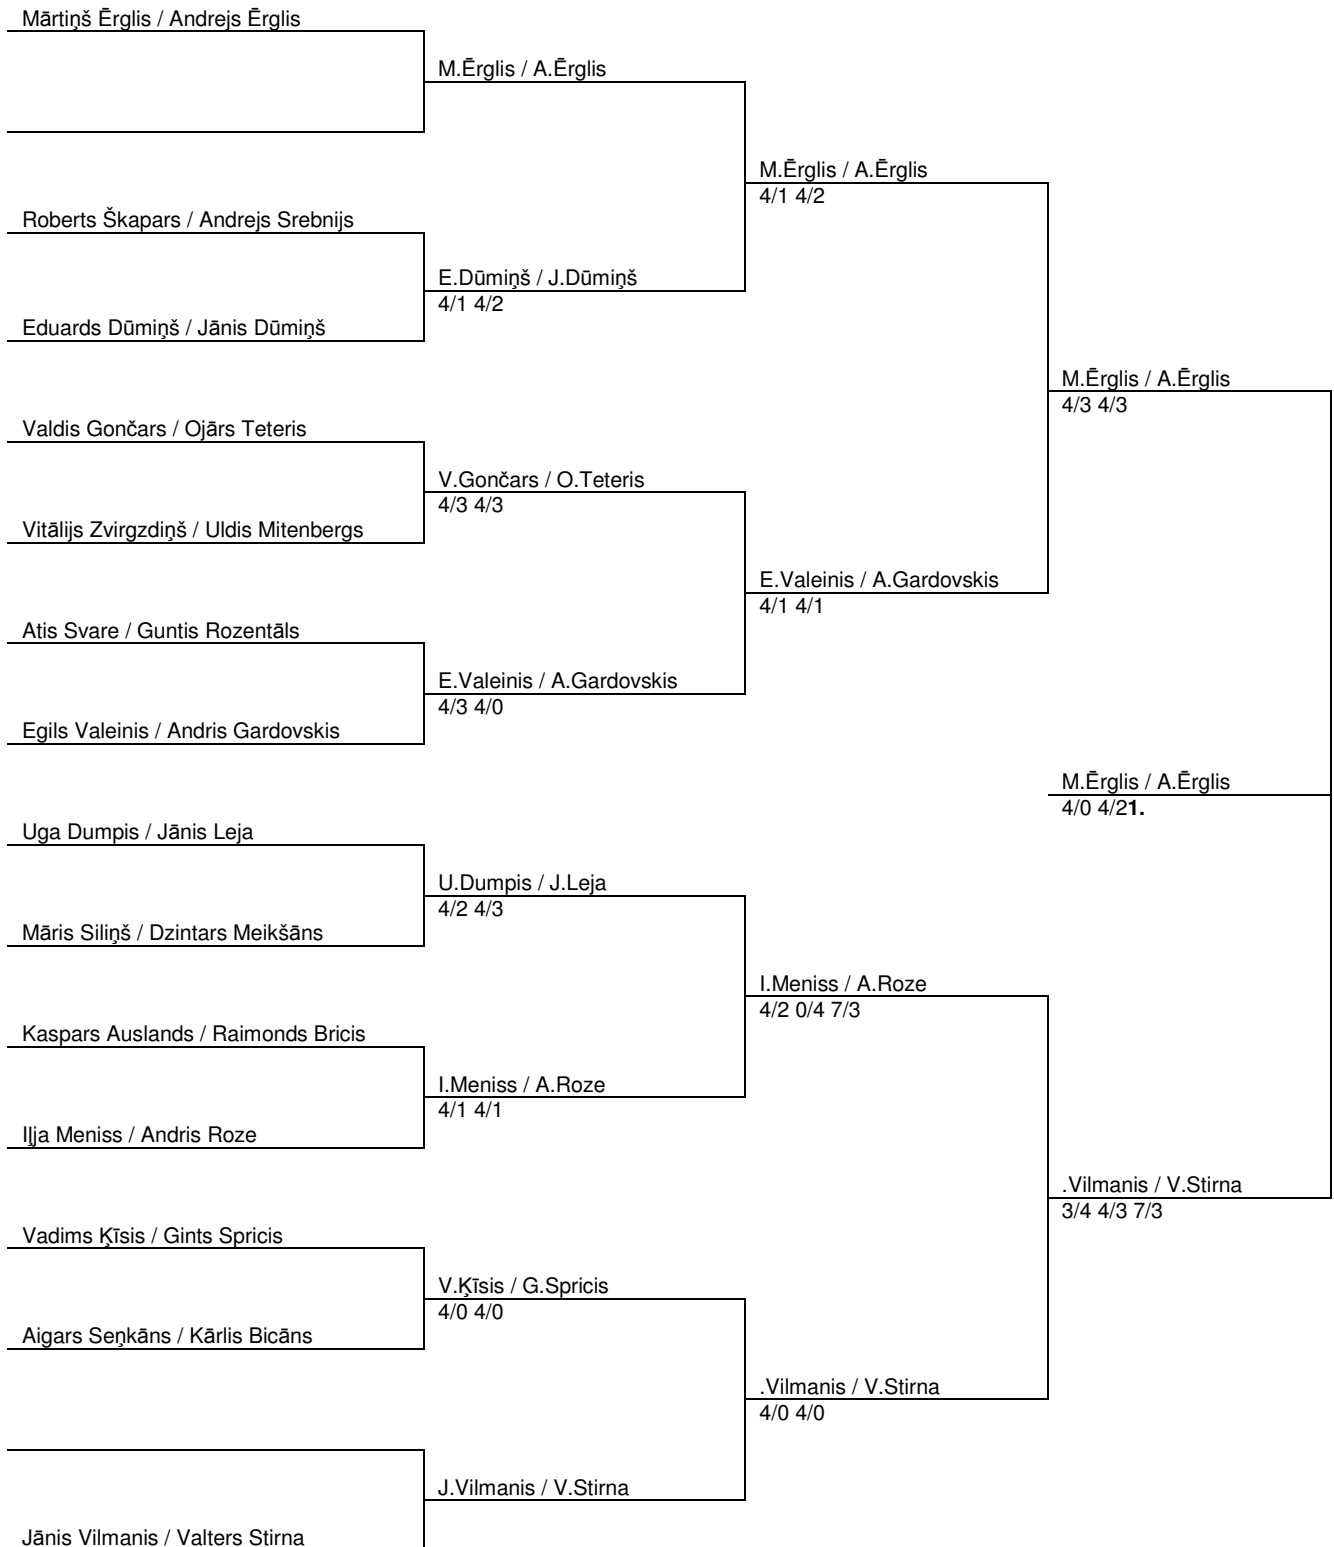 Mārtiņš Ērglis / Andrejs Ērglis
M.Ērglis / A.Ērglis
M.Ērglis / A.Ērglis
4/1 4/2
Roberts Škapars / Andrejs Srebnijs
E.Dūmiņš / J.Dūmiņš
4/1 4/2
Eduards Dūmiņš / Jānis Dūmiņš
M.Ērglis / A.Ērglis
4/3 4/3
Valdis Gončars / Ojārs Teteris
V.Gončars / O.Teteris
4/3 4/3
Vitālijs Zvirgzdiņš / Uldis Mitenbergs
E.Valeinis / A.Gardovskis
4/1 4/1
Atis Svare / Guntis Rozentāls
E.Valeinis / A.Gardovskis
4/3 4/0
Egils Valeinis / Andris Gardovskis
M.Ērglis / A.Ērglis
4/0 4/21.
Uga Dumpis / Jānis Leja
U.Dumpis / J.Leja
4/2 4/3
Māris Siliņš / Dzintars Meikšāns
I.Meniss / A.Roze
4/2 0/4 7/3
Kaspars Auslands / Raimonds Bricis
I.Meniss / A.Roze
4/1 4/1
Iļja Meniss / Andris Roze
.Vilmanis / V.Stirna
3/4 4/3 7/3
Vadims Ķīsis / Gints Spricis
V.Ķīsis / G.Spricis
4/0 4/0
Aigars Seņkāns / Kārlis Bicāns
.Vilmanis / V.Stirna
4/0 4/0
J.Vilmanis / V.Stirna
Jānis Vilmanis / Valters Stirna